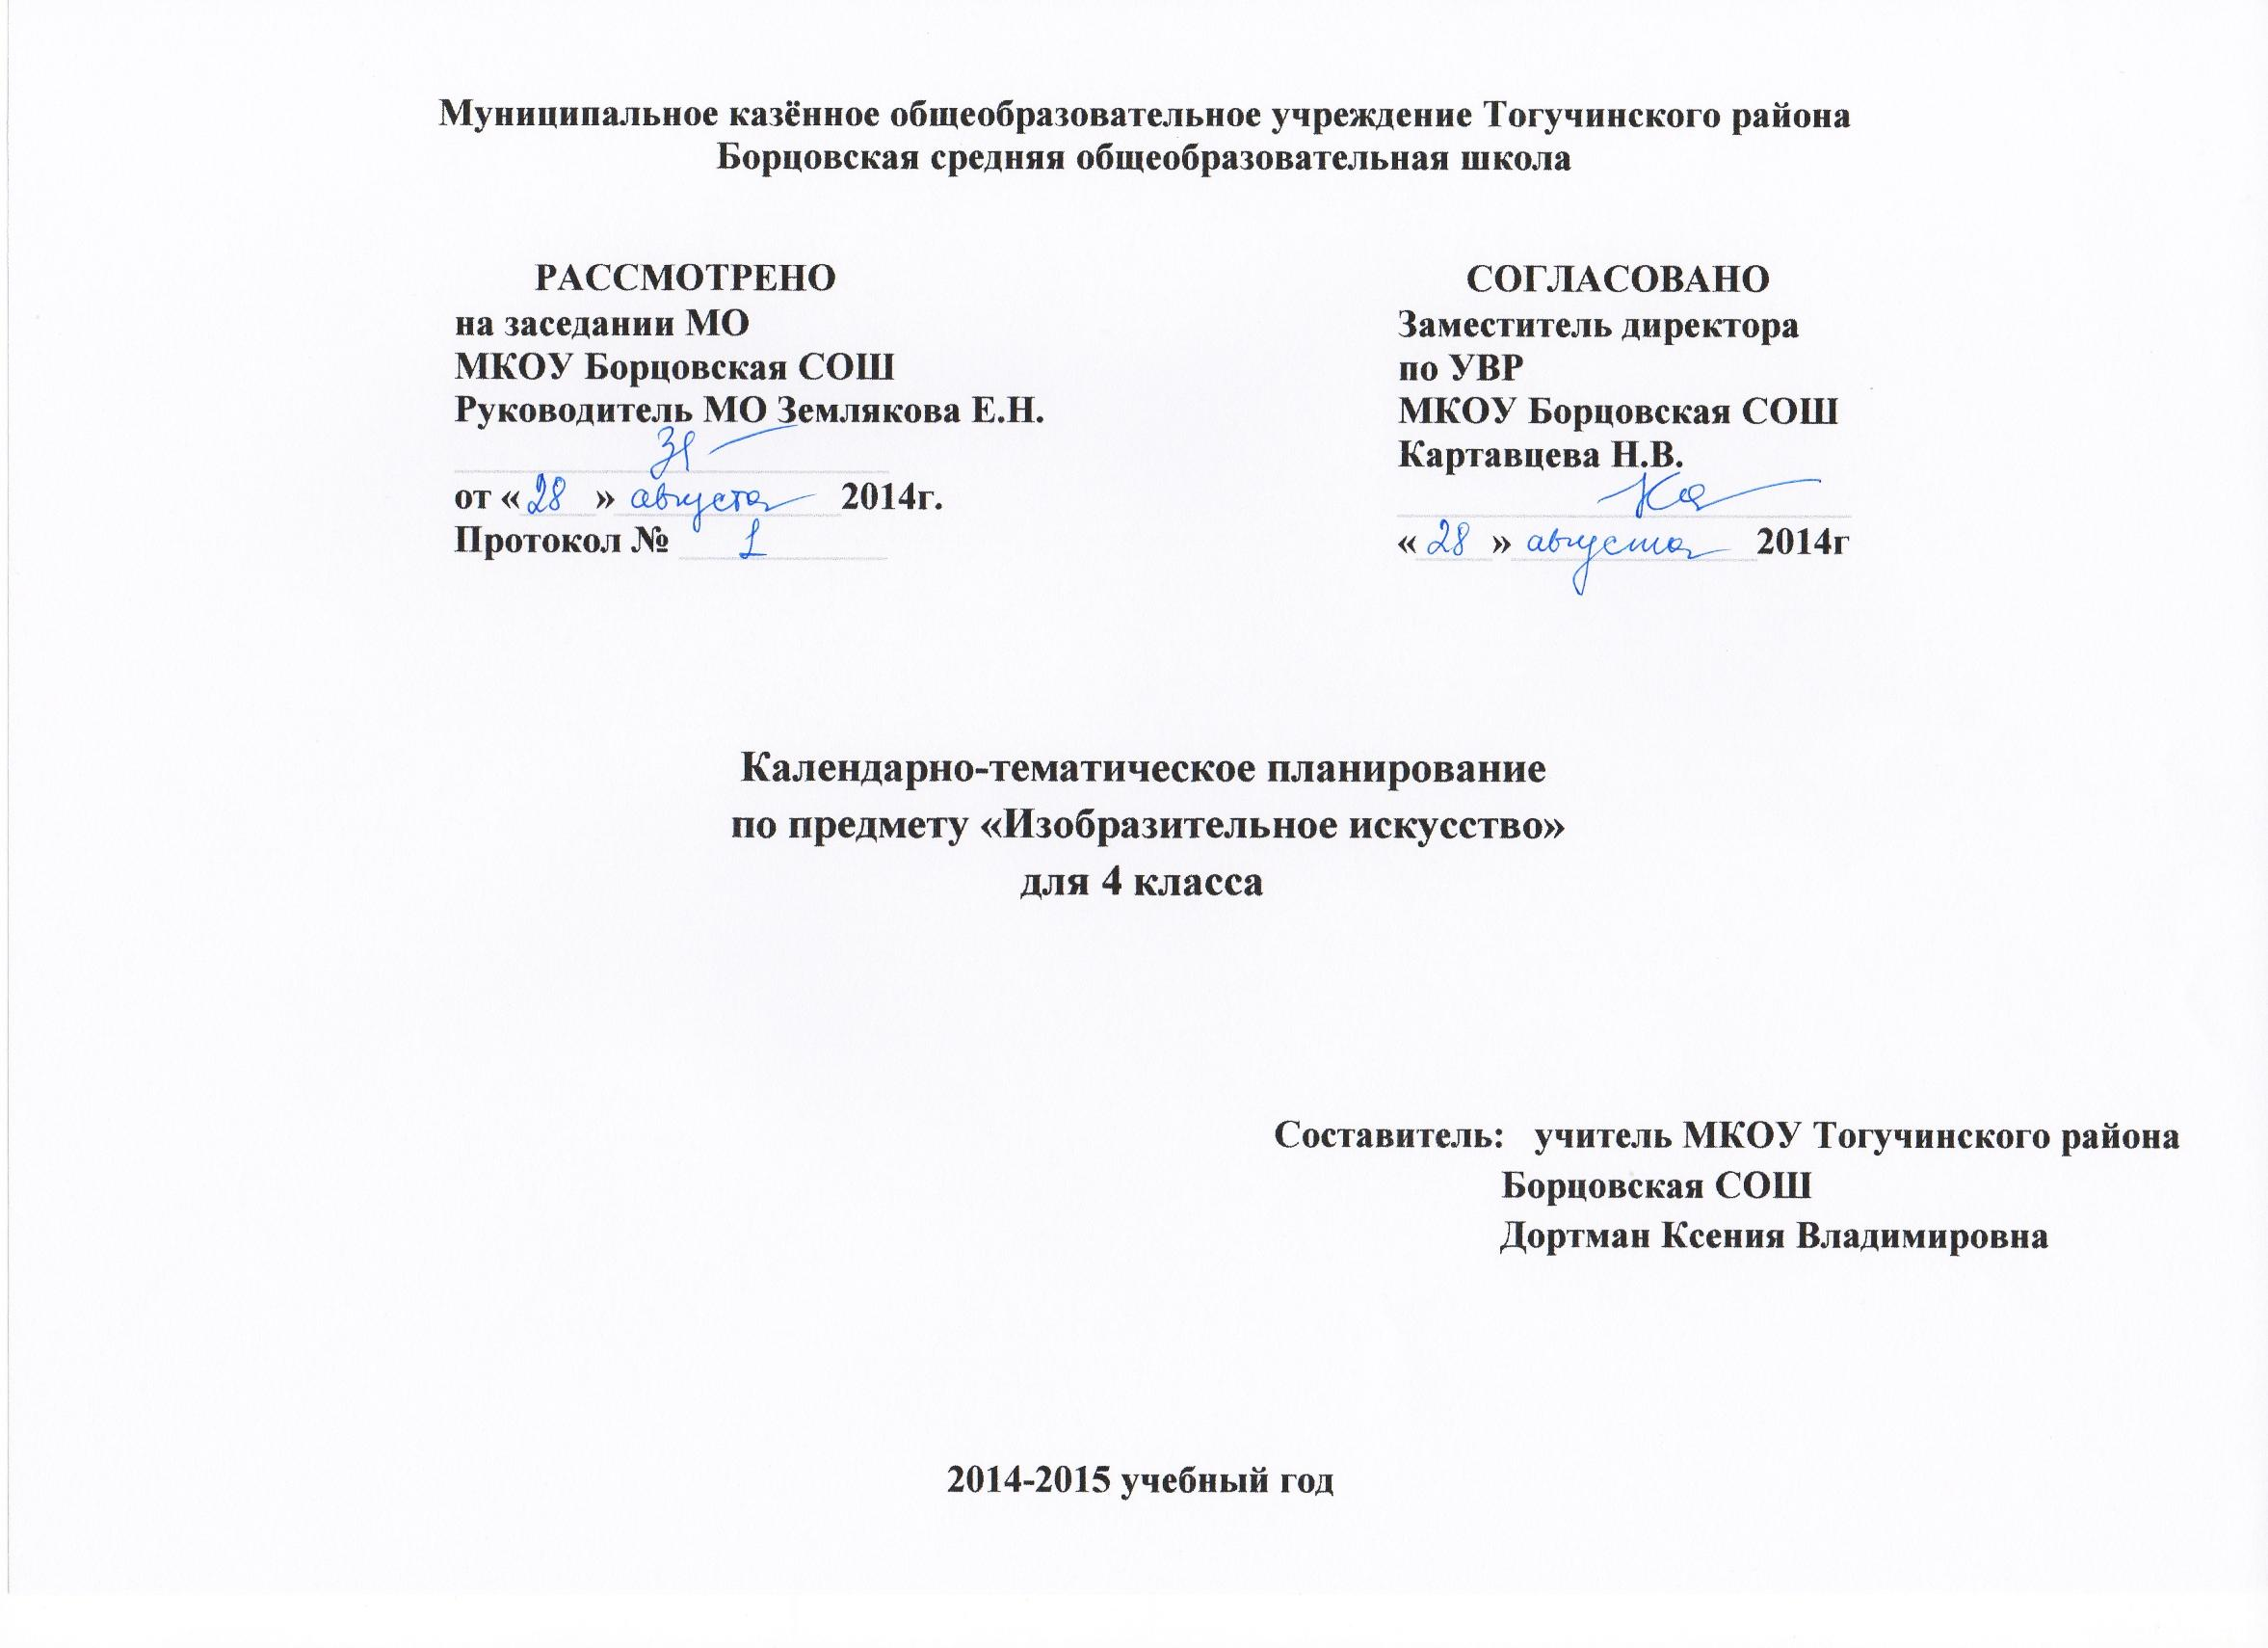 Муниципальное казённое общеобразовательное учреждение Тогучинского района
Борцовская средняя общеобразовательная школа
РАССМОТРЕНО
на заседании МО
МКОУ Борцовская СОШ
Руководитель МО Землякова Е.Н.
от «28» августа 2014г.
Протокол № 1
СОГЛАСОВАНО
Заместитель директора
по УВР
МКОУ Борцовская СОШ
Картавцева Н.В.
«28» августа 2014г
Календарно-тематическое планирование
по предмету «Изобразительное искусство»
для 4 класса
Составитель: учитель МКОУ Тогучинского района
Борцовская СОШ
Дортман Ксения Владимировна
2014-2015 учебный год